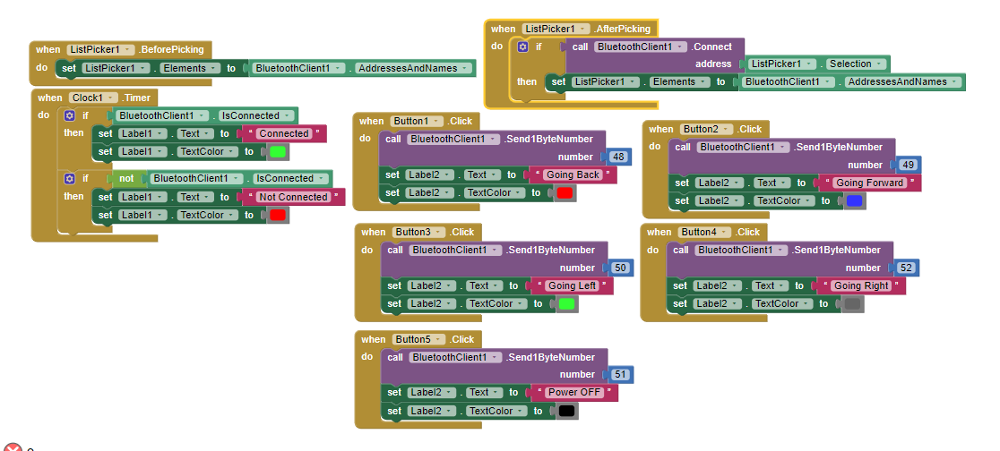 when ListPicker1 .BeforePicking
do set ListPicker1 . Elements to BluetoothClient1 . AddressesAndNames
when ListPicker1 .AfterPicking
do if call BluetoothClient1 .Connect
address ListPicker1 . Selection
then set ListPicker1 . Elements to BluetoothClient1 . AddressesAndNames
when Clock1 .Timer
do if BluetoothClient1 . IsConnected
then set Label1 . Text to " Connected "
set Label1 . TextColor to
if not BluetoothClient1 . IsConnected
then set Label1 . Text to " Not Connected "
set Label1 . TextColor to
when Button1 .Click
do call BluetoothClient1 .Send1ByteNumber
number 48
set Label2 . Text to " Going Back "
set Label2 . TextColor to
when Button2 .Click
do call BluetoothClient1 .Send1ByteNumber
number 49
set Label2 . Text to " Going Forward "
set Label2 . TextColor to
when Button3 .Click
do call BluetoothClient1 .Send1ByteNumber
number 50
set Label2 . Text to " Going Left "
set Label2 . TextColor to
when Button4 .Click
do call BluetoothClient1 .Send1ByteNumber
number 52
set Label2 . Text to " Going Right "
set Label2 . TextColor to
when Button5 .Click
do call BluetoothClient1 .Send1ByteNumber
number 51
set Label2 . Text to " Power OFF "
set Label2 . TextColor to